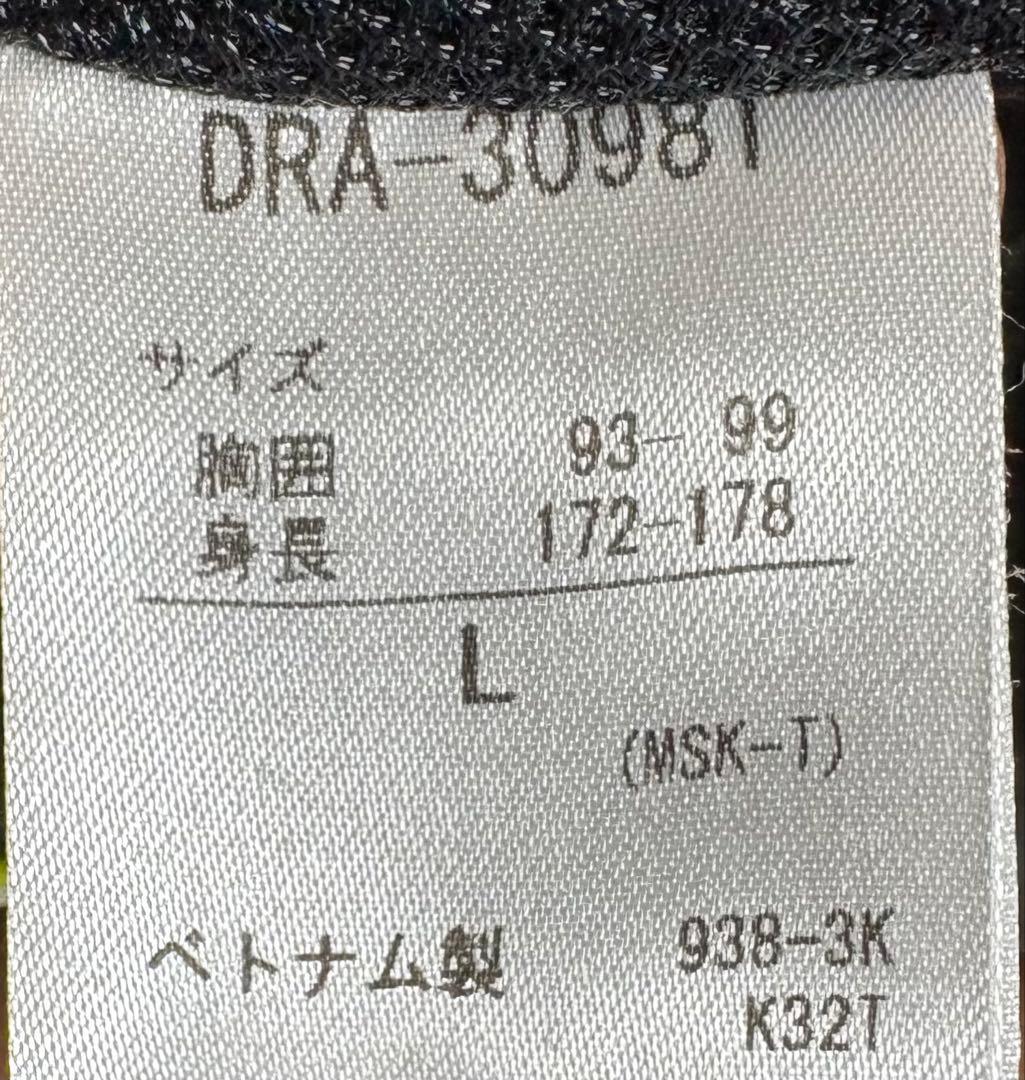 DRA-30981
サイズ
胸囲 93- 99
身長 172-178
L
(MSK-T)
ベトナム製 938-3K
K32T